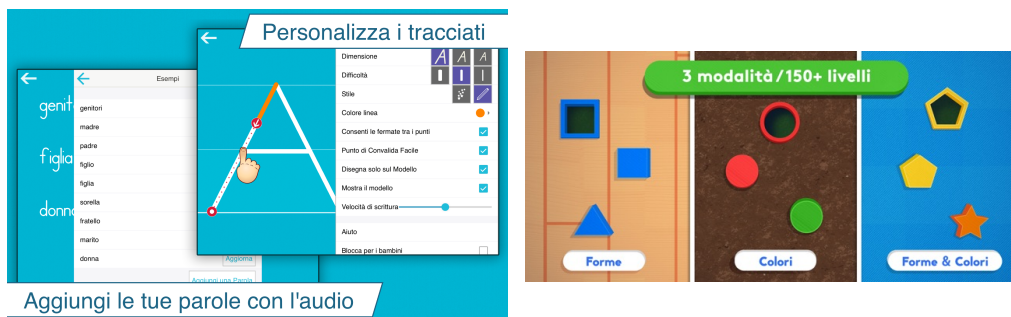 Personalizza i tracciati
Esempi
genitori
madre
padre
figlio
figlia
sorella
fratello
marito
donna
Aggiorna
Aggiungi una Parola
genit
figlia
donna
Dimensione
A A A
Difficoltà
Stile
Colore linea
Consenti le fermate tra i punti
Punto di Convalida Facile
Disegna solo sul Modello
Mostra il modello
Velocità di scrittura
Aiuto
Blocca per i bambini
Aggiungi le tue parole con l'audio
3 modalità/150+ livelli
Forme
Colori
Forme & Colori